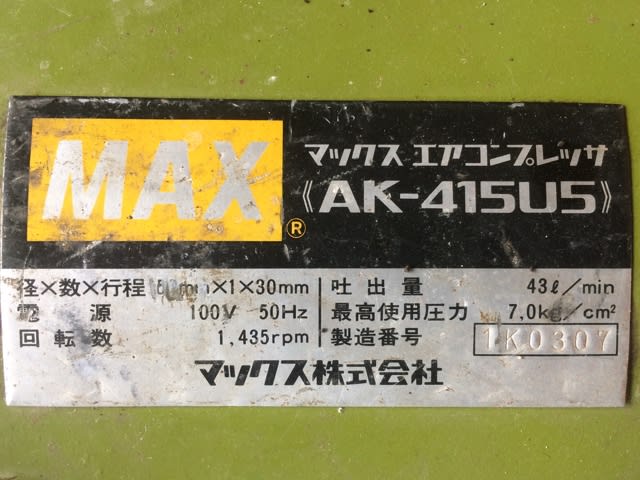 MAX®
マックス エアコンプレッサ
《AK-415U5》
径×数×行程 mm×1×30mm
電源 100V 50Hz
回転数 1,435rpm
吐出量 43ℓ/min
最高使用圧力 7,0kg/cm²
製造番号 1K0307
マックス株式会社